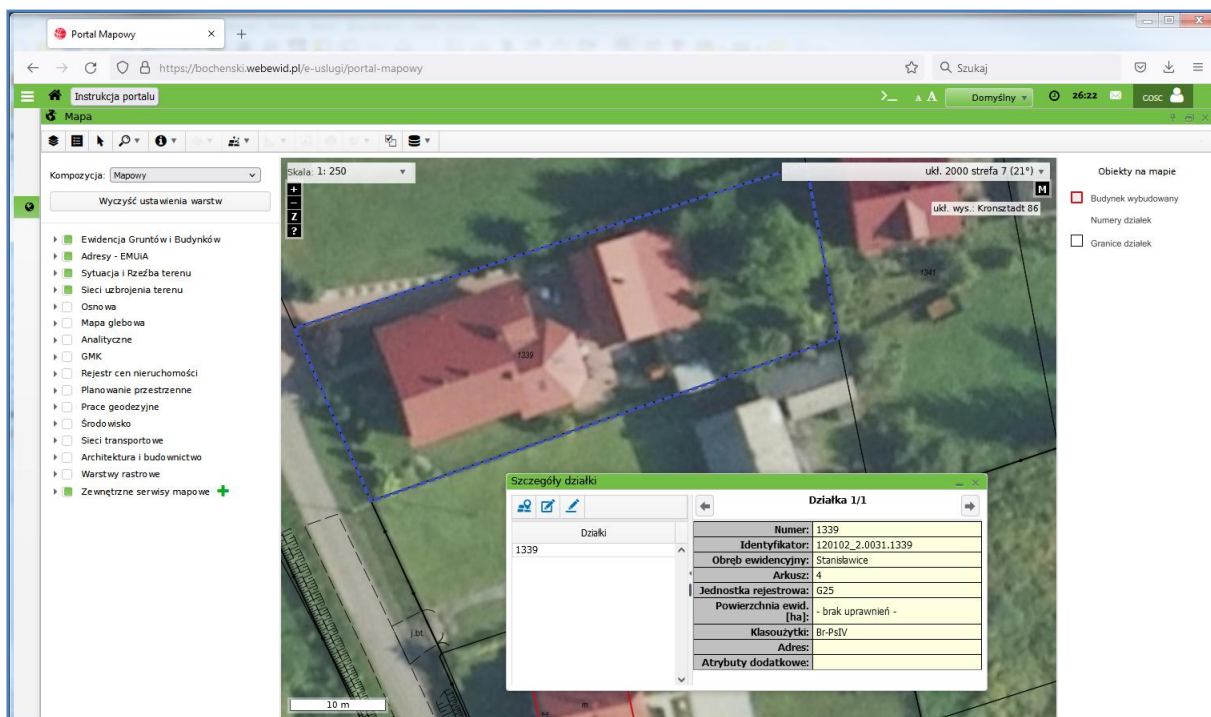 Portal Mapowy
https://bochenski.webewid.pl/e-uslugi/portal-mapowy
Szukaj
Instrukcja portalu
A A
Domyślny
26:22
GOSC
Mapa
Kompozycja: Mapowy
Wyczyść ustawienia warstw
Ewidencja Gruntów i Budynków
Adresy - EMUiA
Sytuacja i Rzeźba terenu
Sieci uzbrojenia terenu
Osnowa
Mapa glebowa
Analityczne
GMK
Rejestr cen nieruchomości
Planowanie przestrzenne
Prace geodezyjne
Środowisko
Sieci transportowe
Architektura i budownictwo
Warstwy rastrowe
Zewnętrzne serwisy mapowe
Skala: 1: 250
+
−
Z
?
ukł. 2000 strefa 7 (21°)
M
ukł. wys.: Kronsztadt 86
1341
1339
j.bt.
m
10 m
Obiekty na mapie
Budynek wybudowany
Numery działek
Granice działek
Szczegóły działki
Działki
1339
Działka 1/1
Numer: 1339
Identyfikator: 120102_2.0031.1339
Obręb ewidencyjny: Stanisławice
Arkusz: 4
Jednostka rejestrowa: G25
Powierzchnia ewid.
[ha]: - brak uprawnień -
Klasoużytki: Br-PsIV
Adres:
Atrybuty dodatkowe: